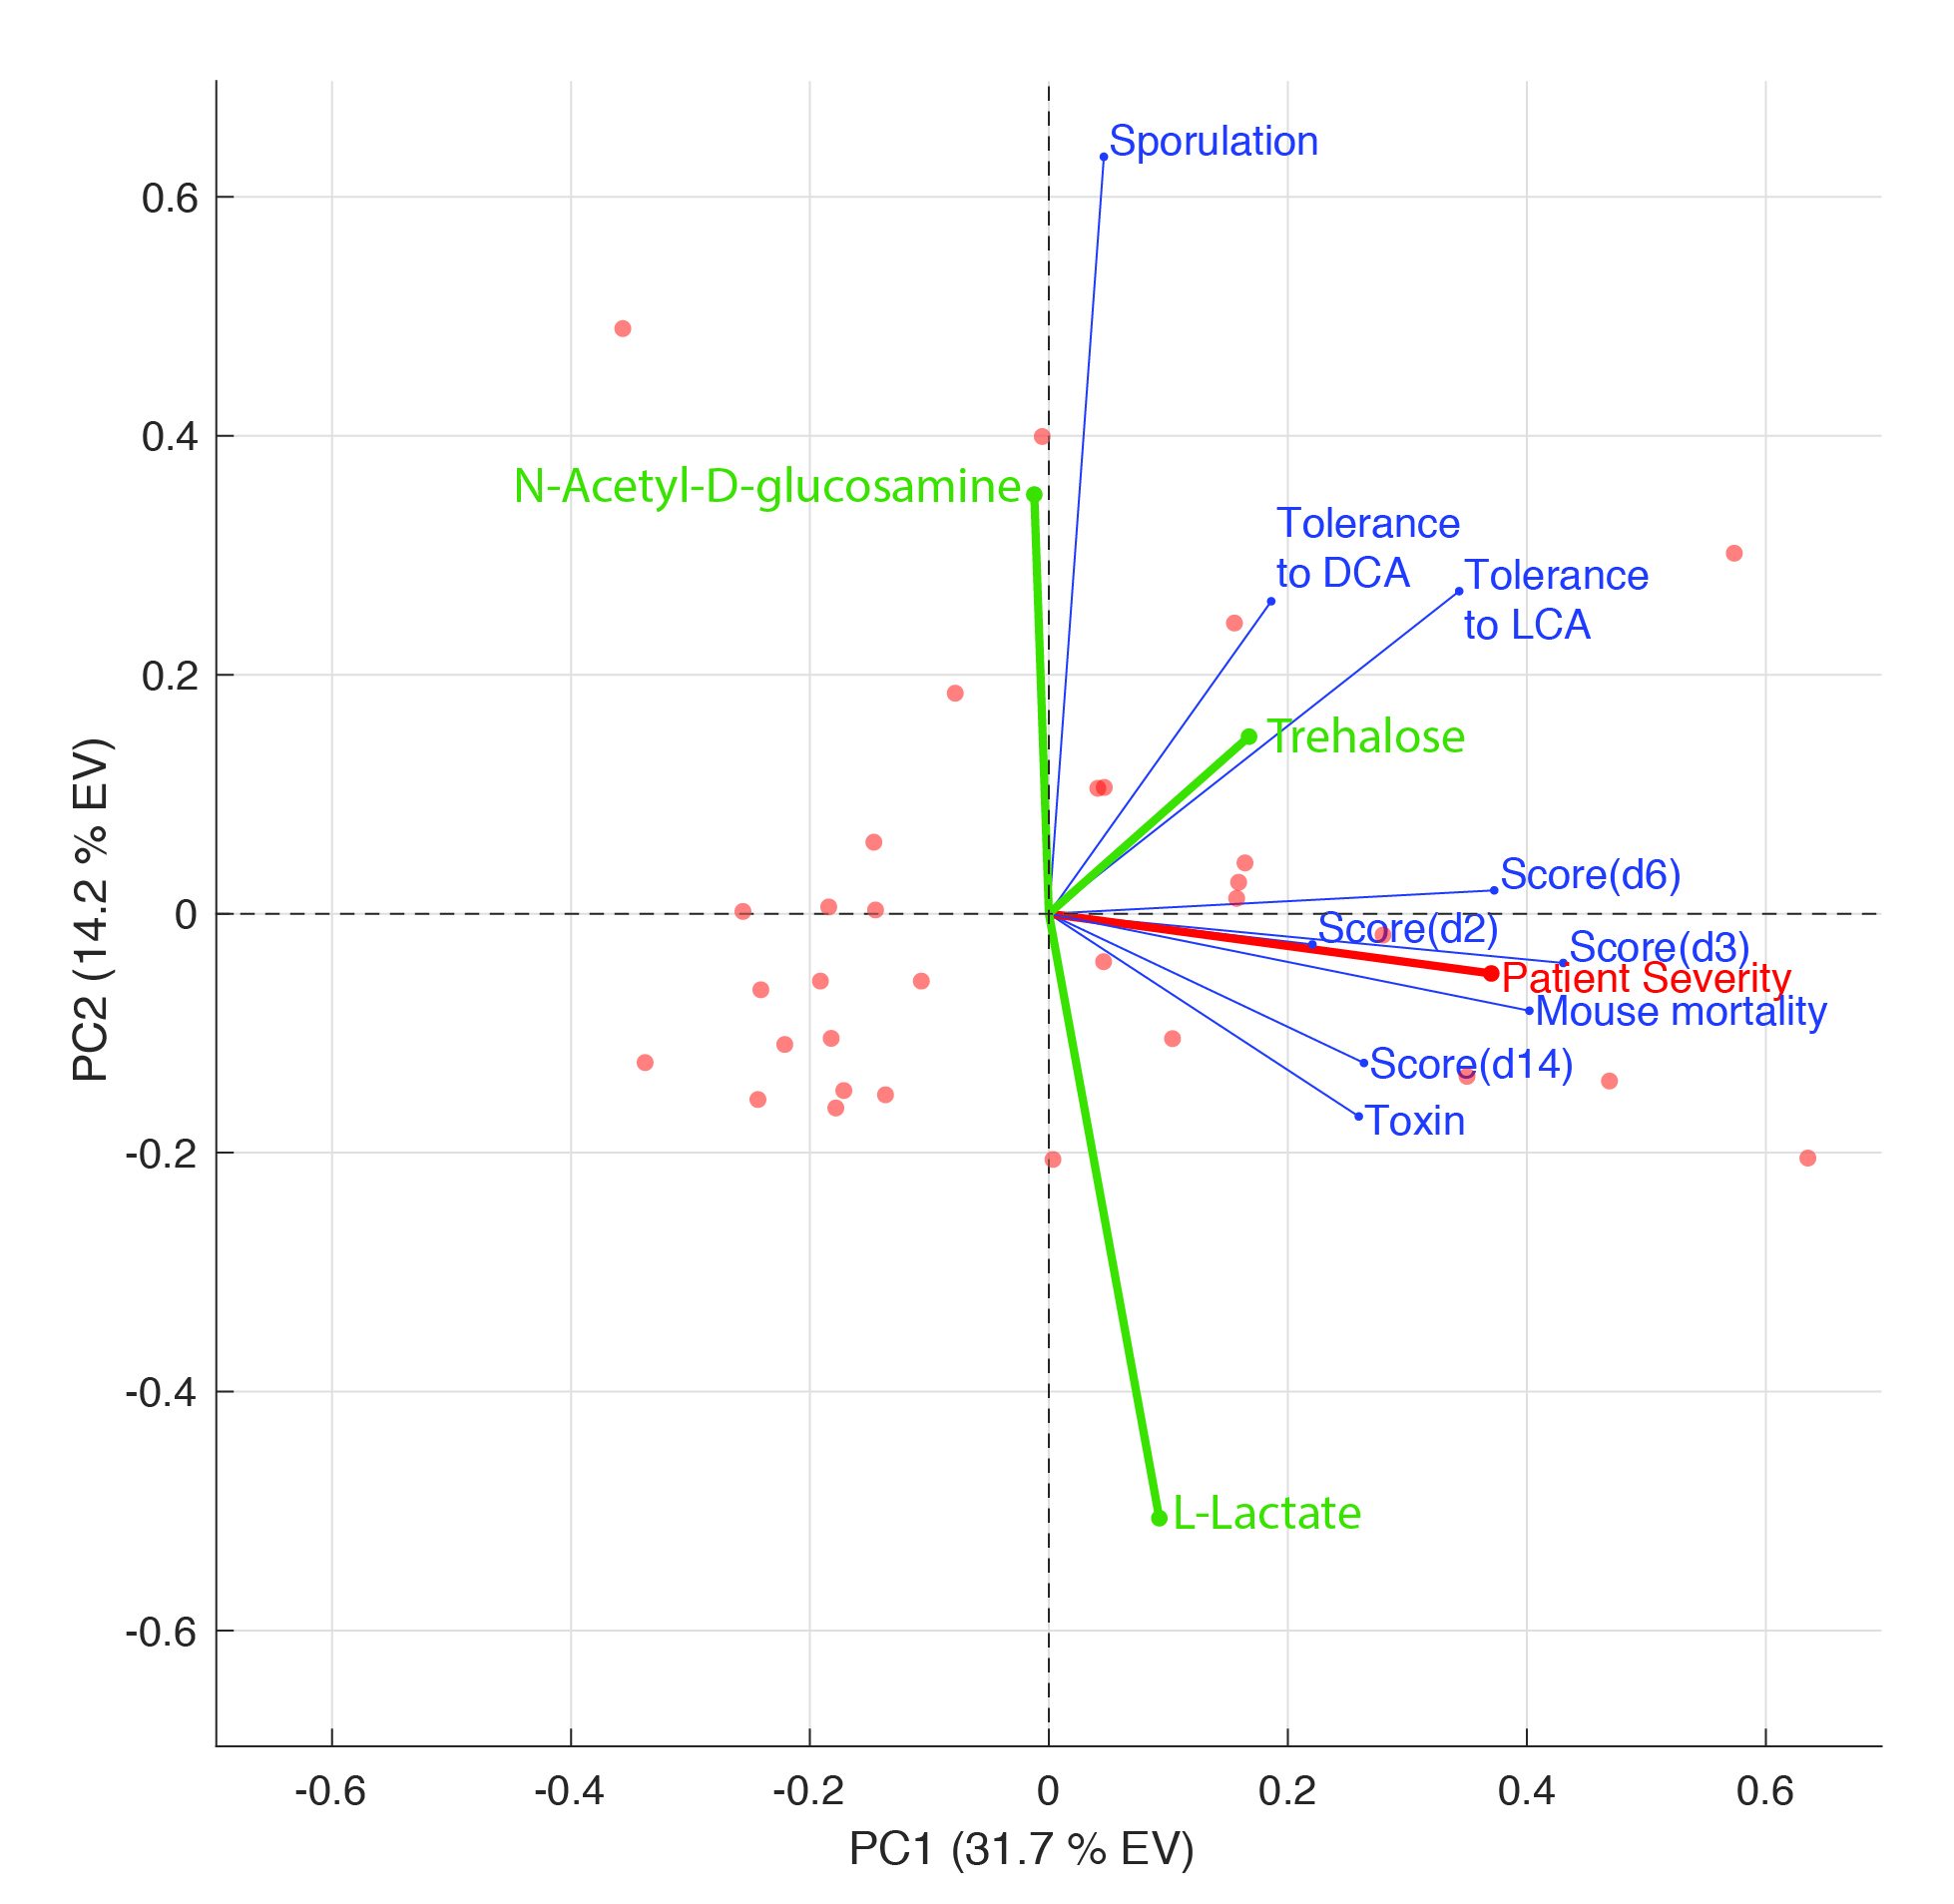 Sporulation
0.6
0.4
N-Acetyl-D-glucosamine
Tolerance
to DCA
Tolerance
to LCA
0.2
Trehalose
PC2 (14.2 % EV)
Score(d6)
0
Score(d2)
Score(d3)
Patient Severity
Mouse mortality
Score(d14)
Toxin
-0.2
-0.4
L-Lactate
-0.6
-0.6 -0.4 -0.2 0 0.2 0.4 0.6
PC1 (31.7 % EV)